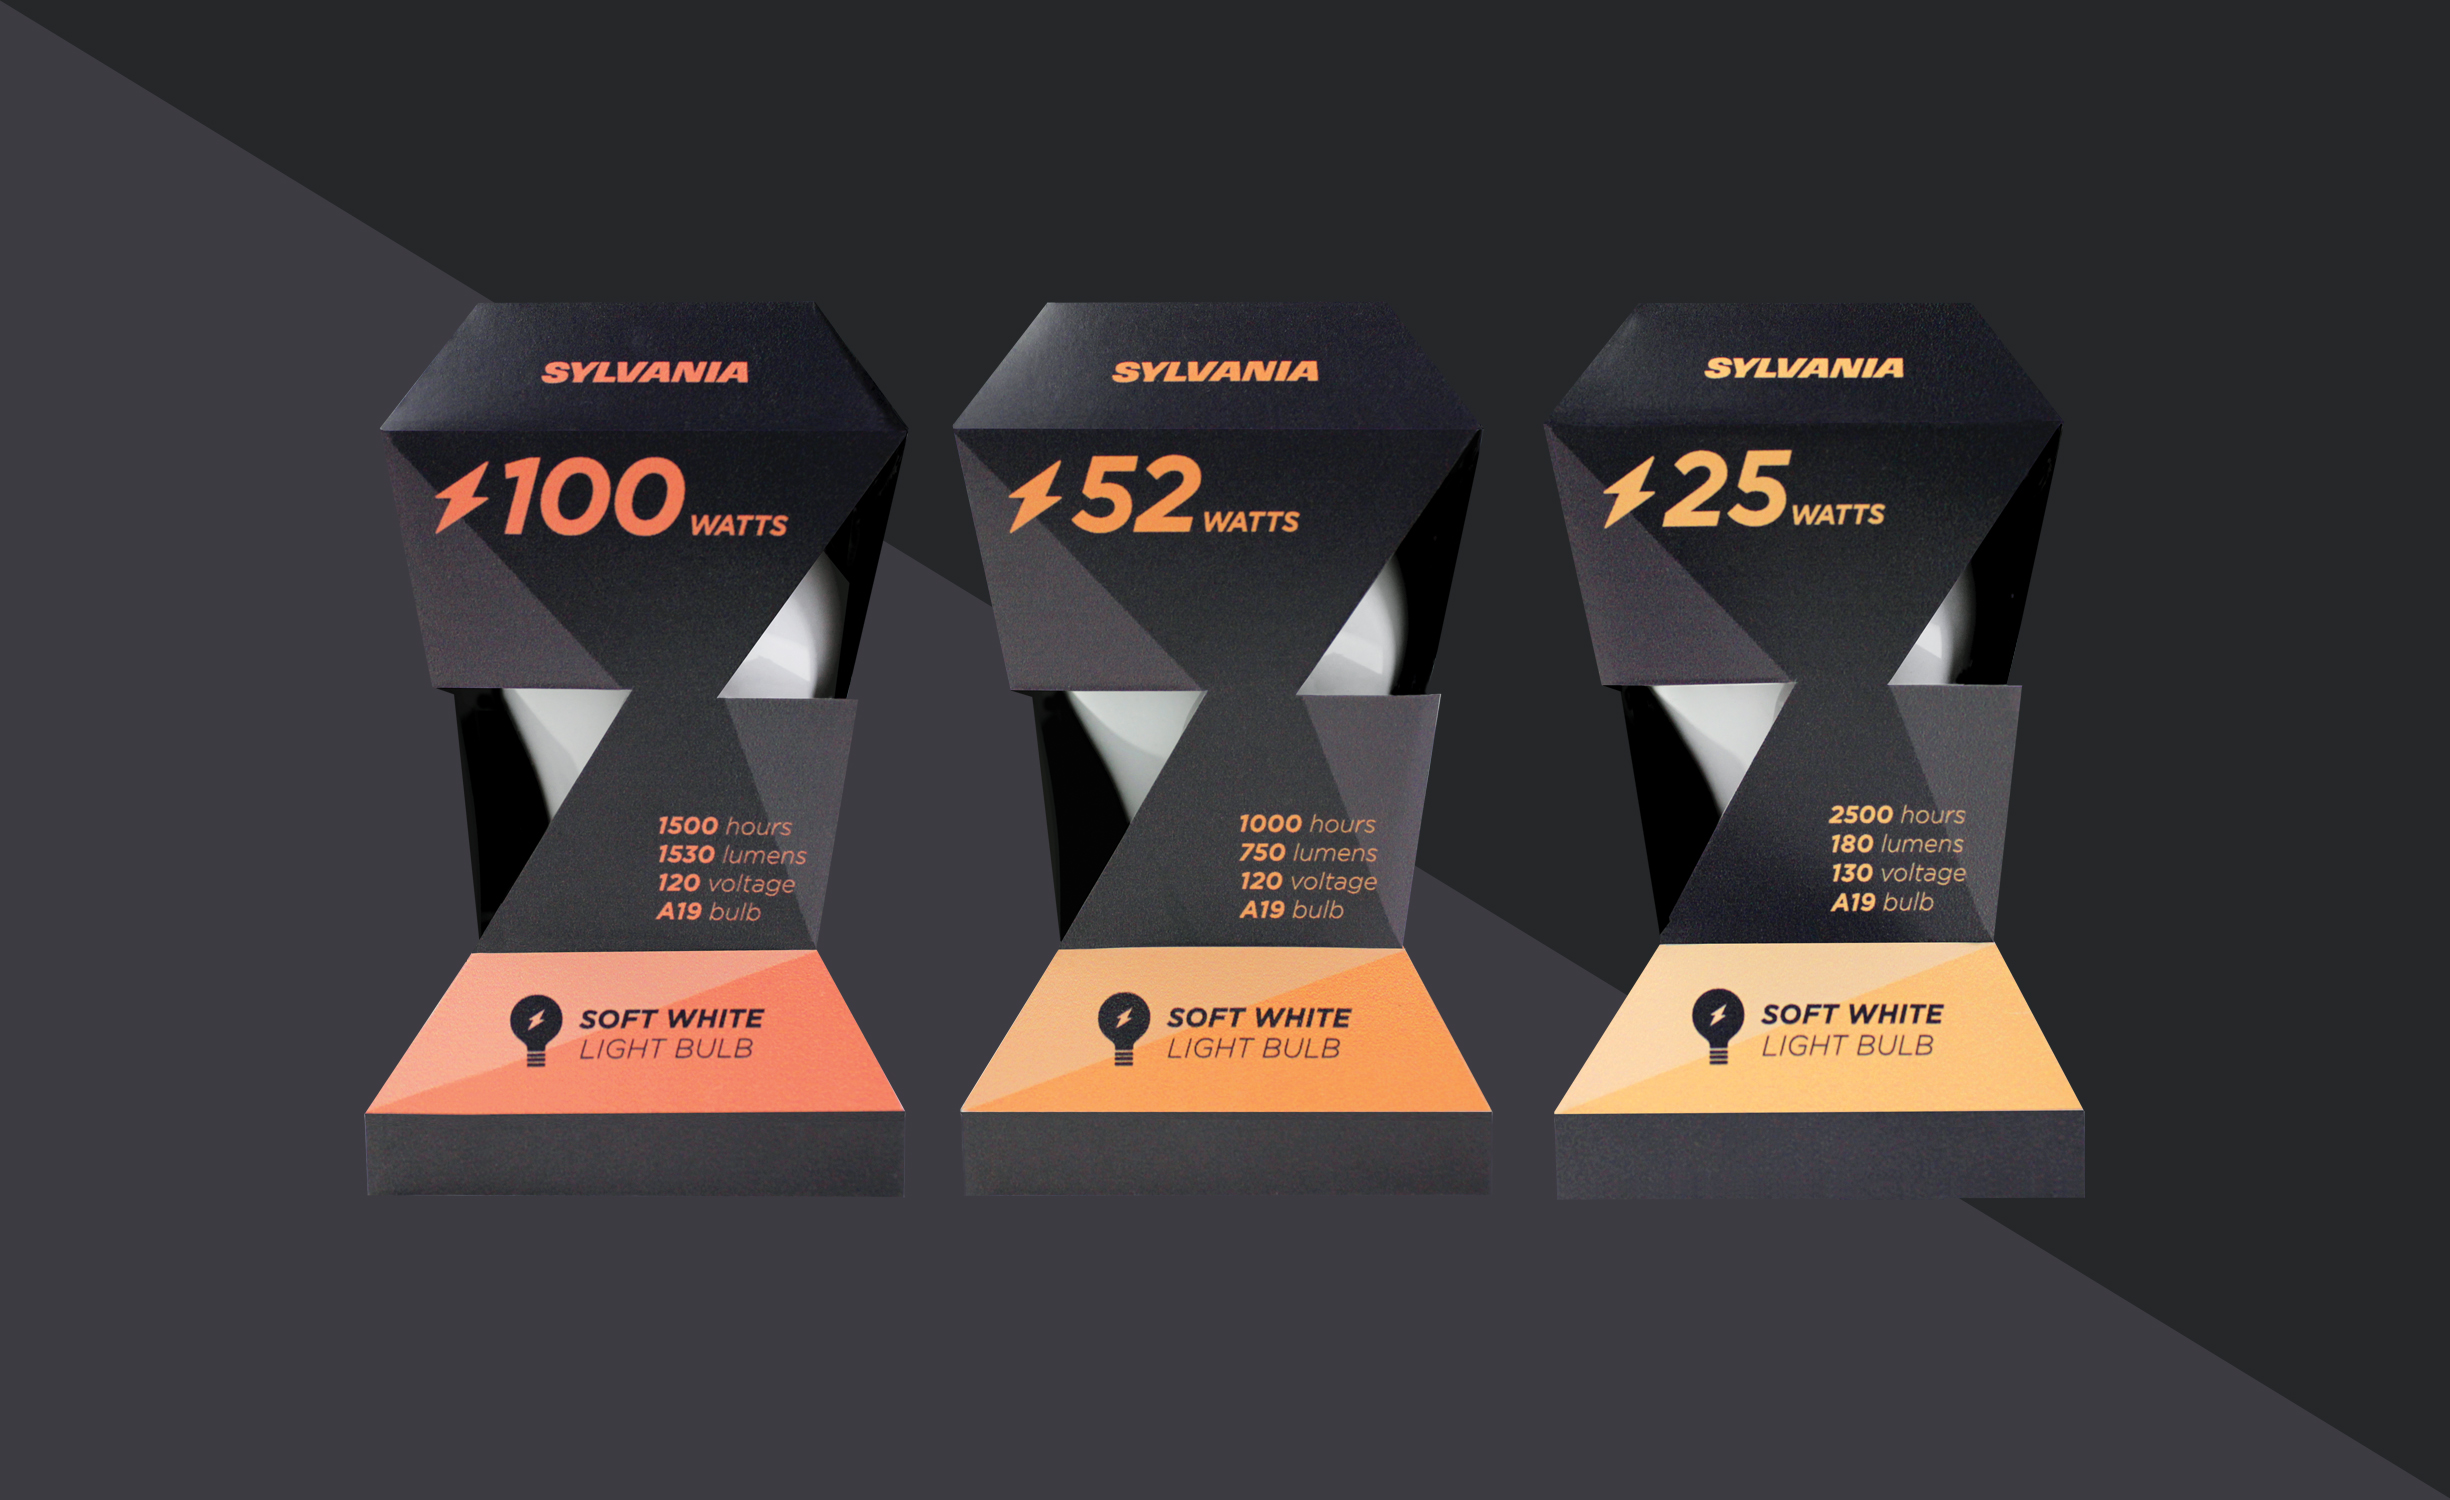 SYLVANIA
100 WATTS
1500 hours
1530 lumens
120 voltage
A19 bulb
SOFT WHITE
LIGHT BULB
SYLVANIA
52 WATTS
1000 hours
750 lumens
120 voltage
A19 bulb
SOFT WHITE
LIGHT BULB
SYLVANIA
25 WATTS
2500 hours
180 lumens
130 voltage
A19 bulb
SOFT WHITE
LIGHT BULB